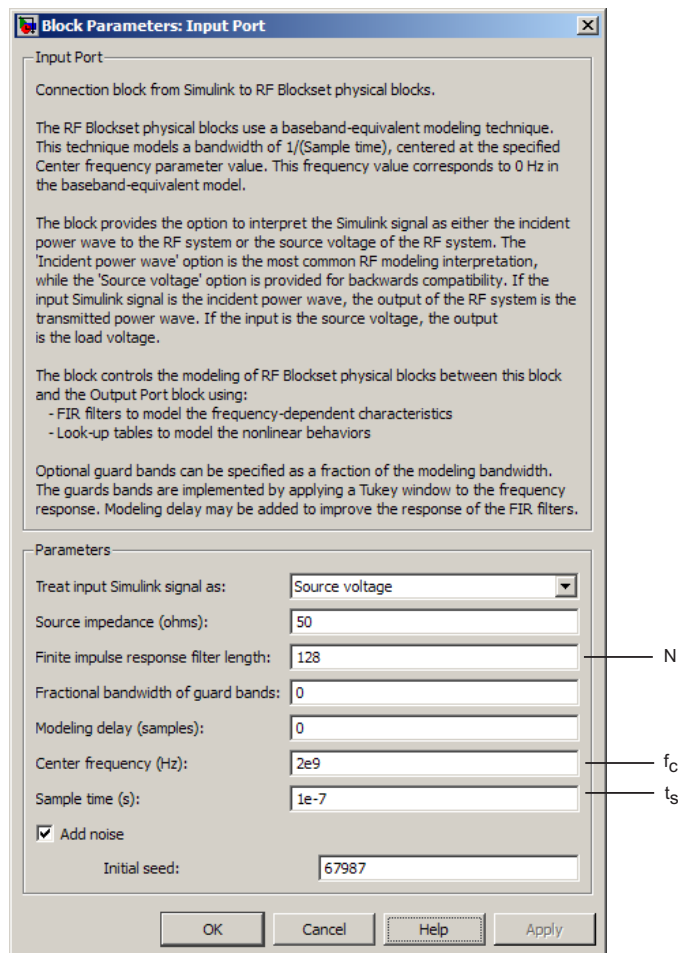 Block Parameters: Input Port
Input Port
Connection block from Simulink to RF Blockset physical blocks.
The RF Blockset physical blocks use a baseband-equivalent modeling technique.
This technique models a bandwidth of 1/(Sample time), centered at the specified
Center frequency parameter value. This frequency value corresponds to 0 Hz in
the baseband-equivalent model.
The block provides the option to interpret the Simulink signal as either the incident
power wave to the RF system or the source voltage of the RF system. The
'Incident power wave' option is the most common RF modeling interpretation,
while the 'Source voltage' option is provided for backwards compatibility. If the
input Simulink signal is the incident power wave, the output of the RF system is the
transmitted power wave. If the input is the source voltage, the output
is the load voltage.
The block controls the modeling of RF Blockset physical blocks between this block
and the Output Port block using:
- FIR filters to model the frequency-dependent characteristics
- Look-up tables to model the nonlinear behaviors
Optional guard bands can be specified as a fraction of the modeling bandwidth.
The guards bands are implemented by applying a Tukey window to the frequency
response. Modeling delay may be added to improve the response of the FIR filters.
Parameters
Treat input Simulink signal as: Source voltage
Source impedance (ohms): 50
Finite impulse response filter length: 128 N
Fractional bandwidth of guard bands: 0
Modeling delay (samples): 0
Center frequency (Hz): 2e9 fc
Sample time (s): 1e-7 ts
Add noise
Initial seed: 67987
OK Cancel Help Apply